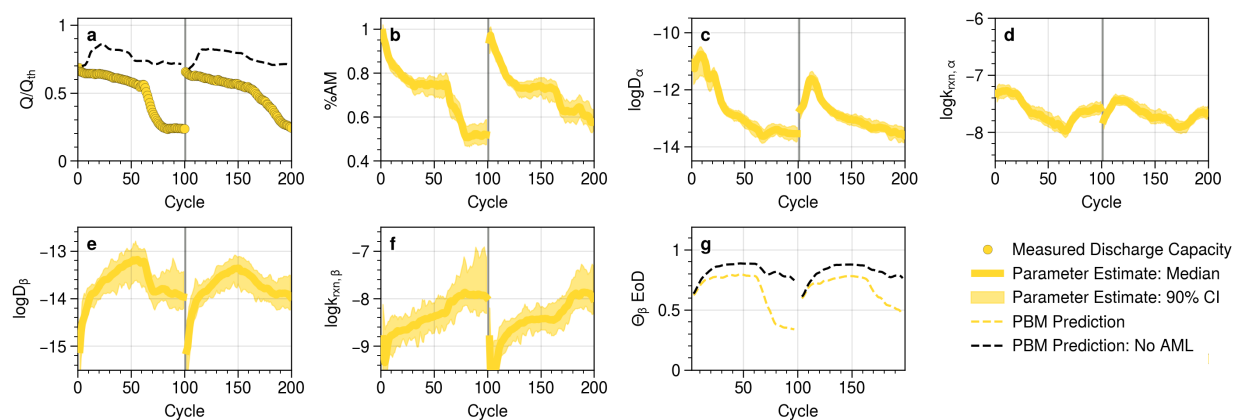 a
1
0.5
0
Q/Q_th
0 50 100 150 200
Cycle
b
1
0.8
0.6
0.4
%AM
0 50 100 150 200
Cycle
c
−10
−12
−14
logD_α
0 50 100 150 200
Cycle
d
−6
−7
−8
logk_rxn, α
0 50 100 150 200
Cycle
e
−13
−14
−15
logD_β
0 50 100 150 200
Cycle
f
−7
−8
−9
logk_rxn, β
0 50 100 150 200
Cycle
g
1
0.5
0
Θ_β EoD
50 100 150
Cycle
Measured Discharge Capacity
Parameter Estimate: Median
Parameter Estimate: 90% CI
PBM Prediction
PBM Prediction: No AML